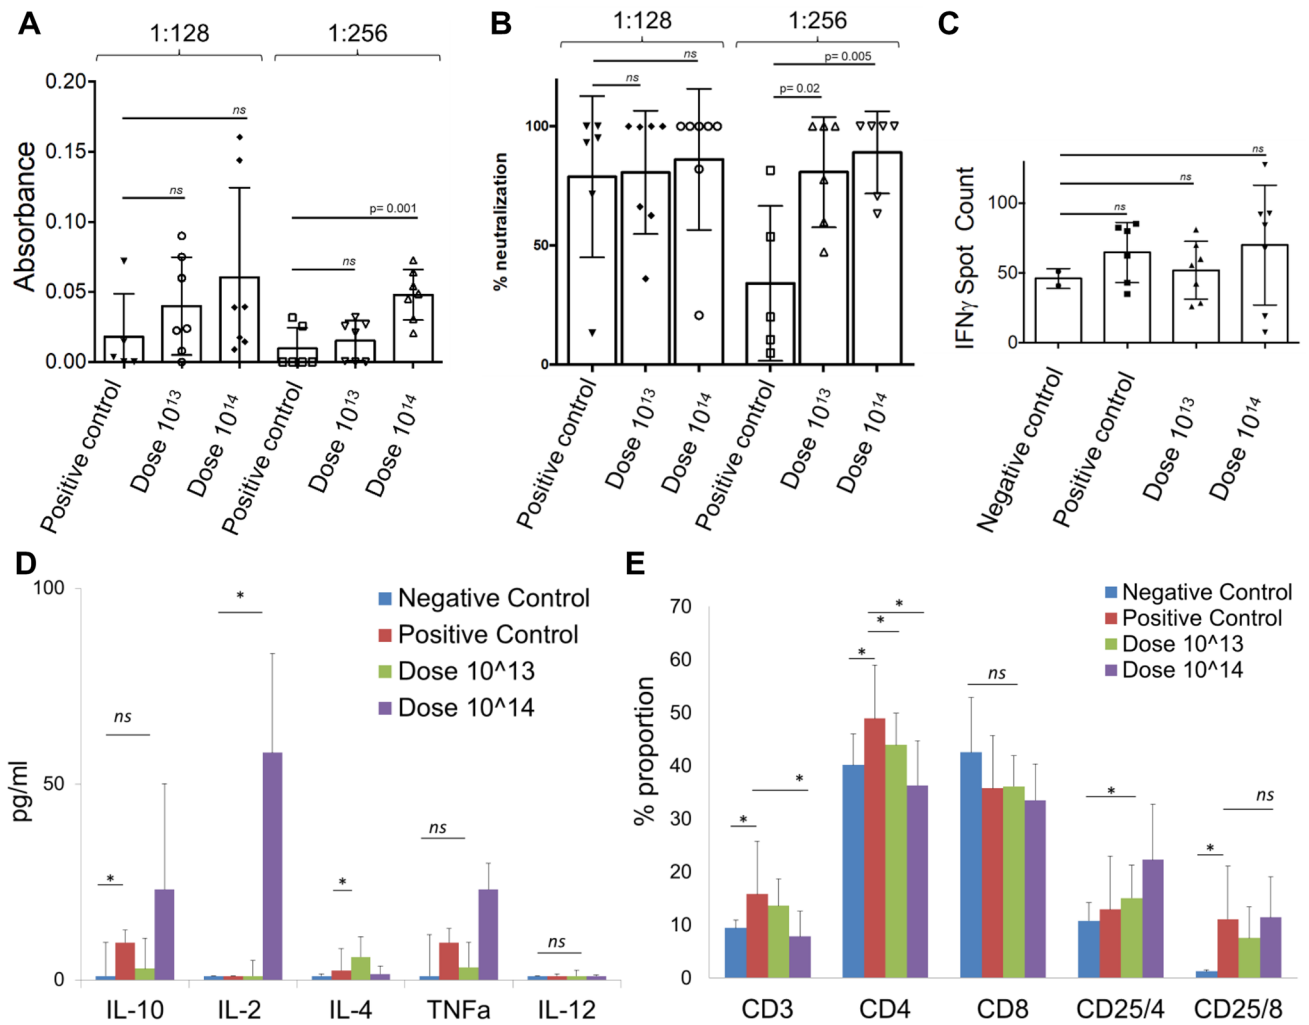 A
1:128
1:256
0.20
0.15
0.10
0.05
0.00
Absorbance
ns
ns
ns
p= 0.001
Positive control
Dose 10¹³
Dose 10¹⁴
Positive control
Dose 10¹³
Dose 10¹⁴
B
1:128
1:256
100
50
0
% neutralization
ns
ns
p= 0.005
p= 0.02
Positive control
Dose 10¹³
Dose 10¹⁴
Positive control
Dose 10¹³
Dose 10¹⁴
C
100
50
0
IFNγ Spot Count
ns
ns
ns
Negative control
Positive control
Dose 10¹³
Dose 10¹⁴
D
100
50
0
pg/ml
Negative Control
Positive Control
Dose 10^13
Dose 10^14
ns
*
*
*
ns
ns
IL-10 IL-2 IL-4 TNFa IL-12
E
70
60
50
40
30
20
10
0
% proportion
Negative Control
Positive Control
Dose 10^13
Dose 10^14
*
*
*
*
*
ns
*
*
ns
CD3 CD4 CD8 CD25/4 CD25/8